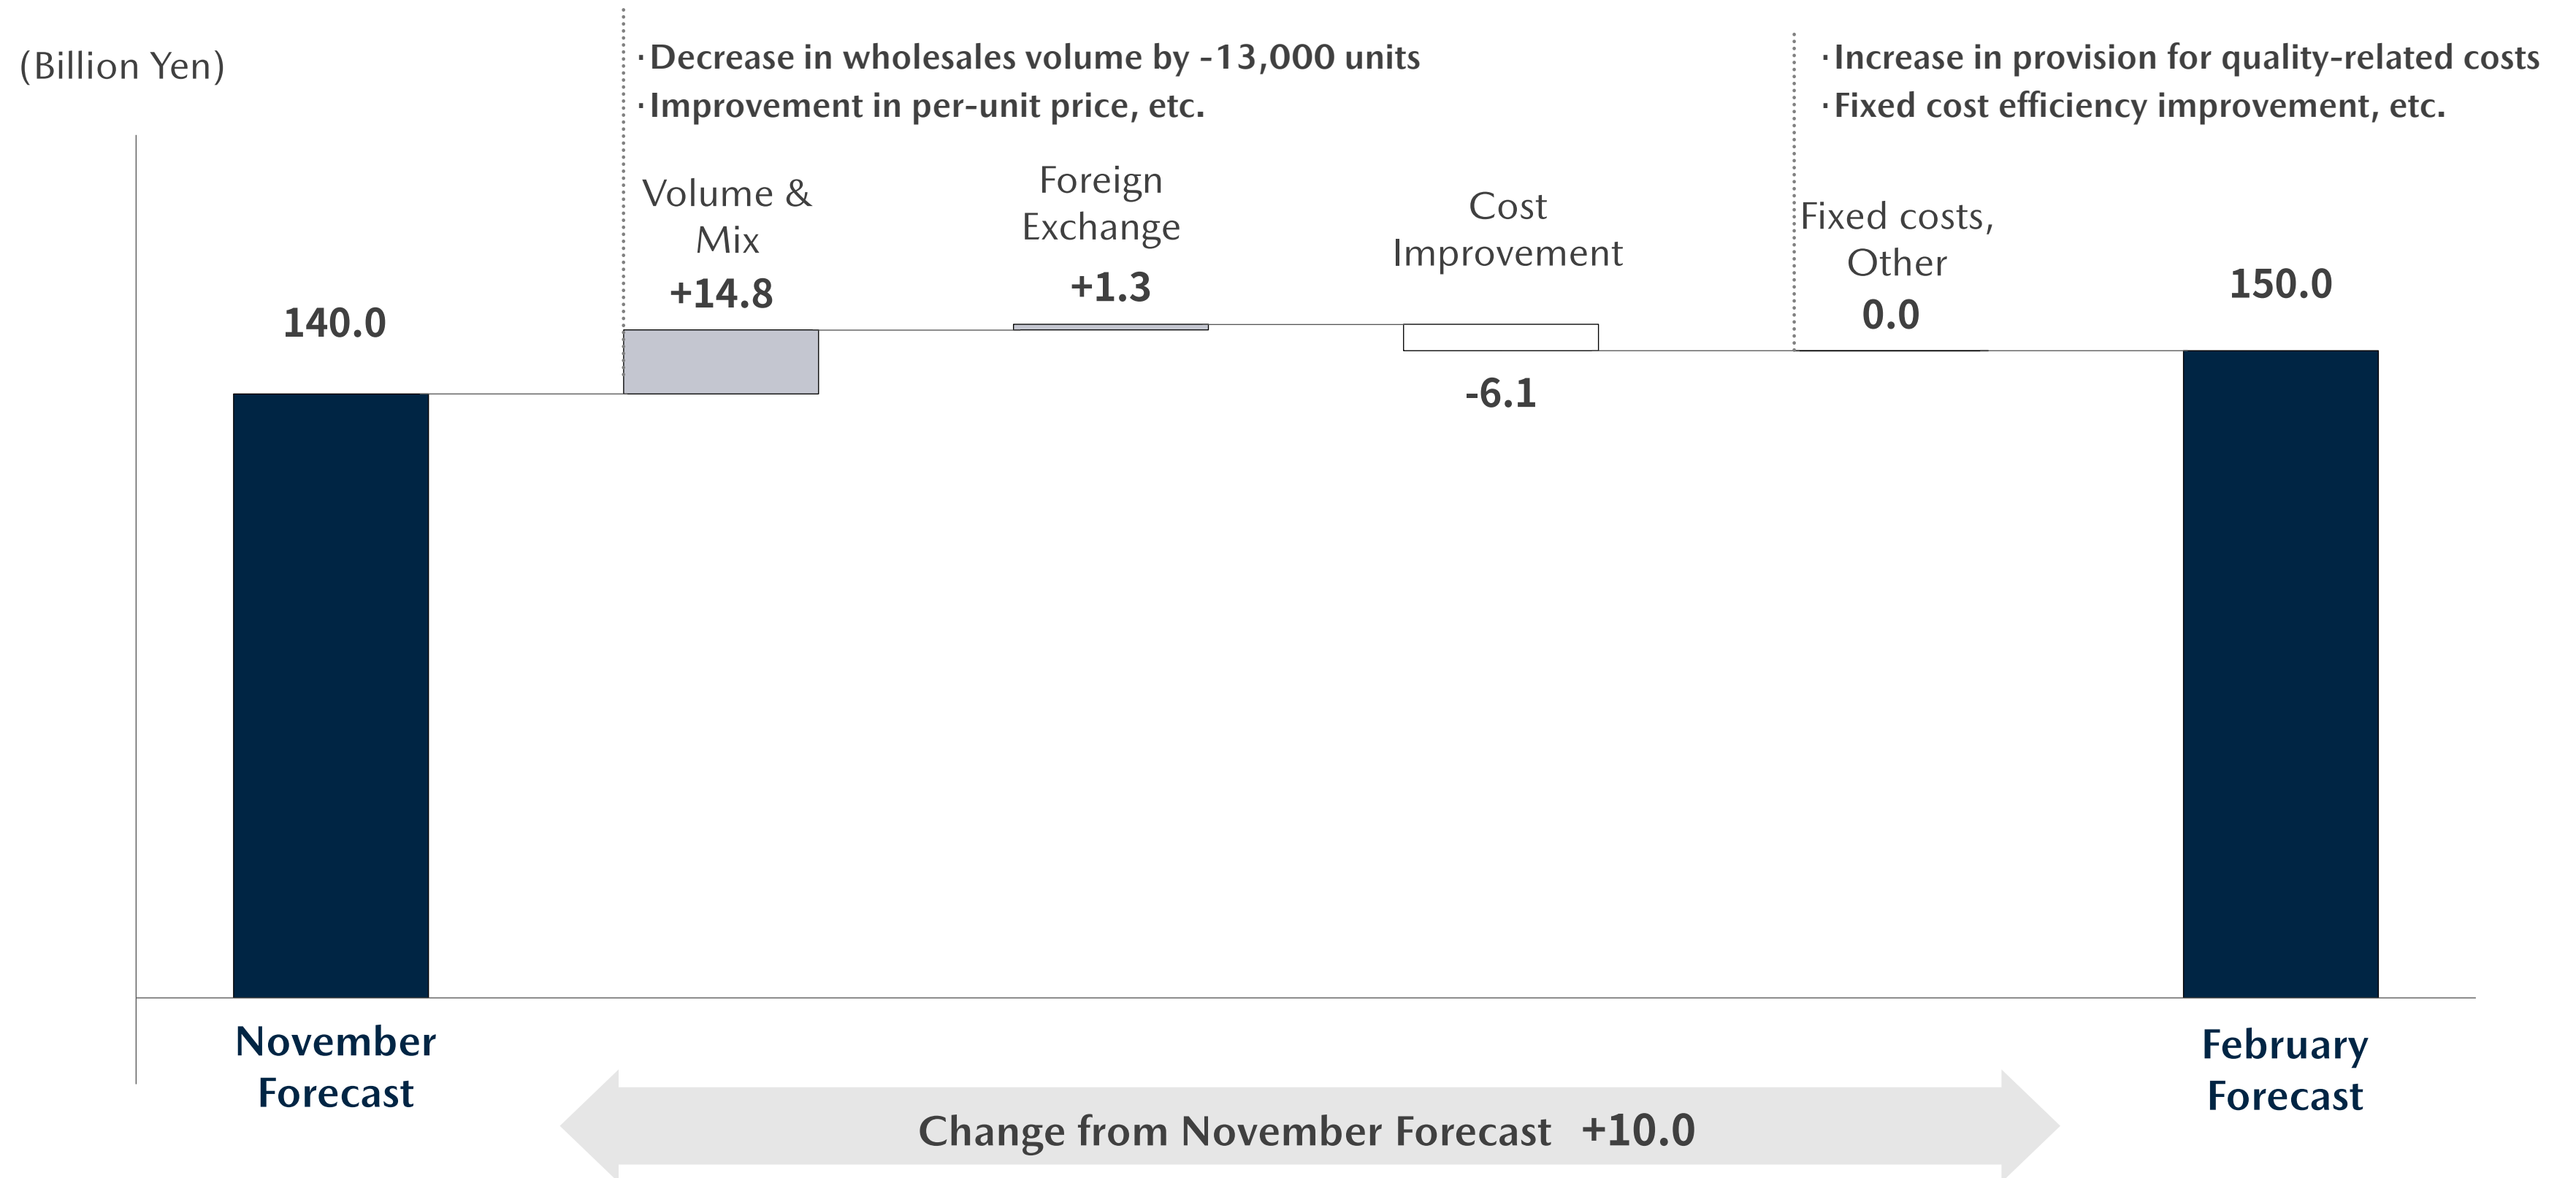 (Billion Yen)
·Decrease in wholesales volume by -13,000 units
·Improvement in per-unit price, etc.
·Increase in provision for quality-related costs
·Fixed cost efficiency improvement, etc.
140.0
Volume &
Mix
+14.8
Foreign
Exchange
+1.3
Cost
Improvement
-6.1
Fixed costs,
Other
0.0
150.0
November
Forecast
February
Forecast
Change from November Forecast +10.0